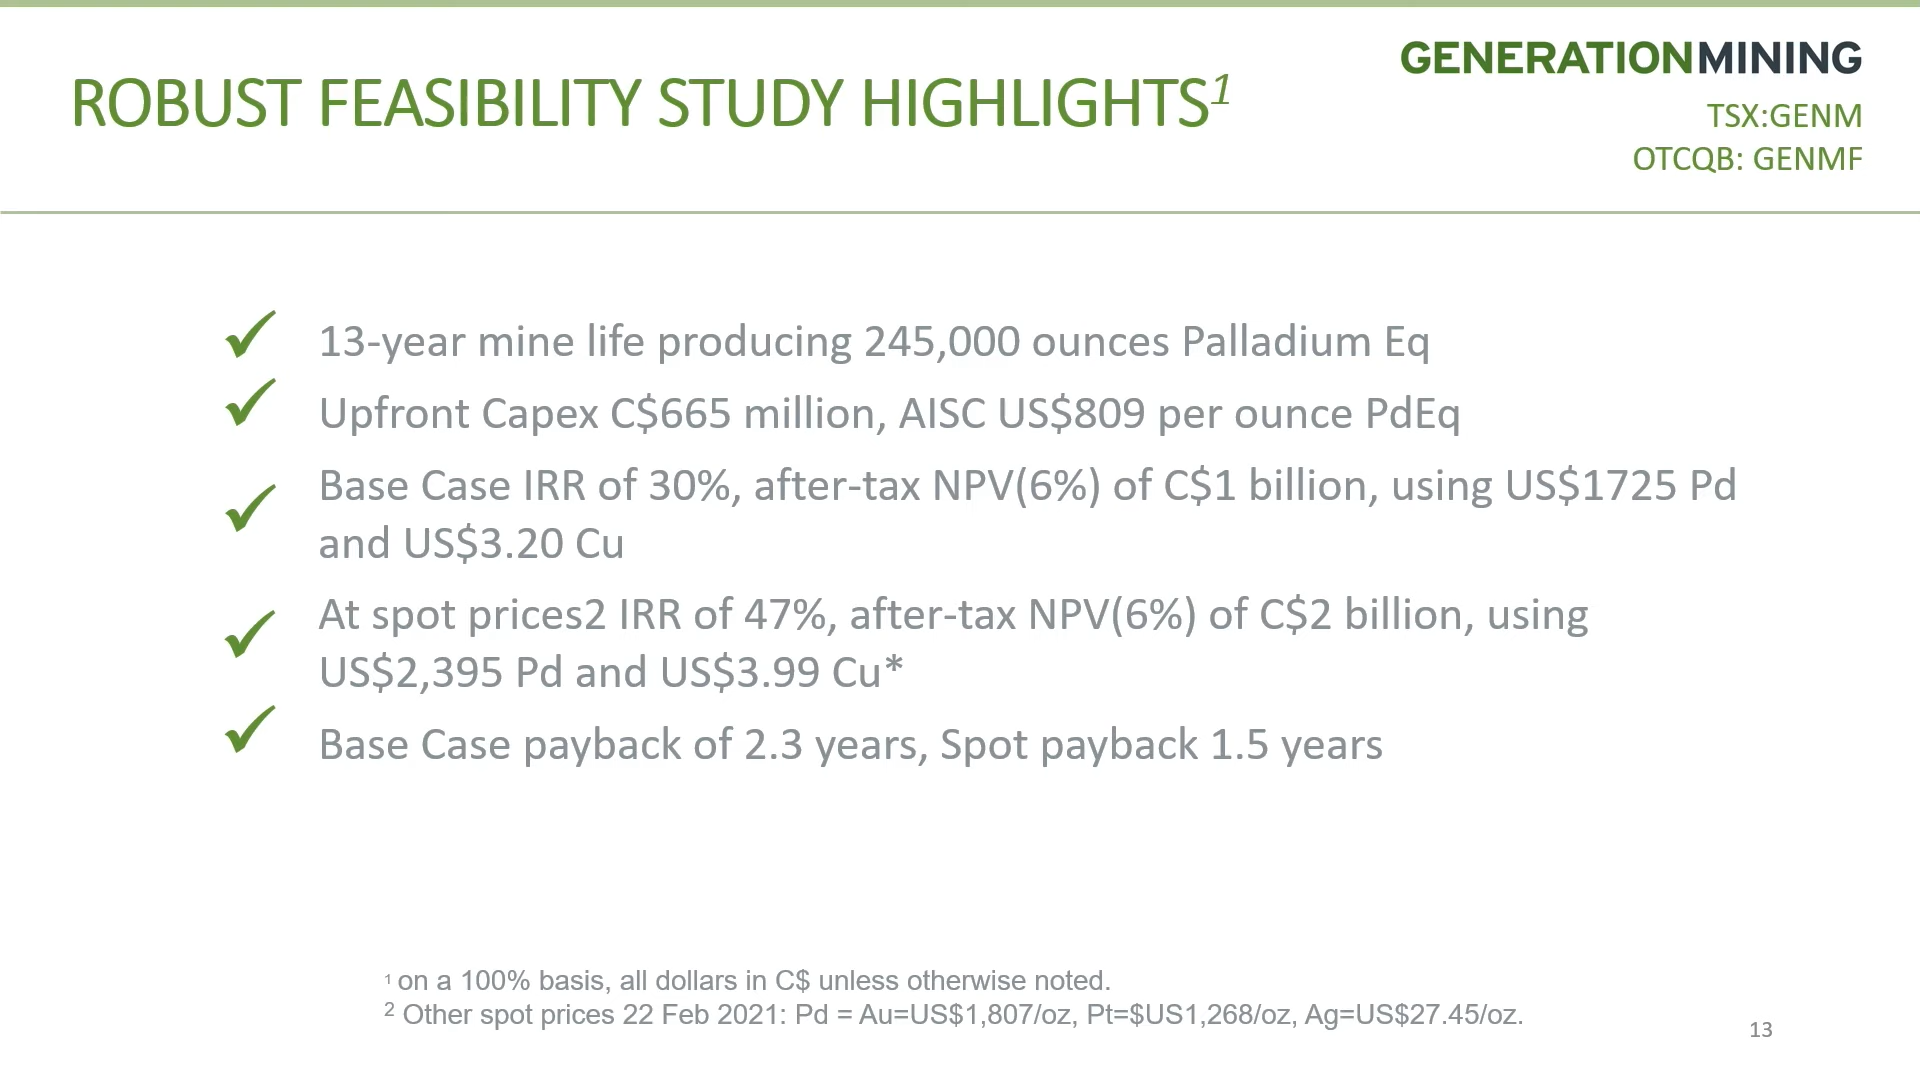 ROBUST FEASIBILITY STUDY HIGHLIGHTS1
GENERATIONMINING
TSX:GENM
OTCQB: GENMF
13-year mine life producing 245,000 ounces Palladium Eq
Upfront Capex C$665 million, AISC US$809 per ounce PdEq
Base Case IRR of 30%, after-tax NPV(6%) of C$1 billion, using US$1725 Pd
and US$3.20 Cu
At spot prices2 IRR of 47%, after-tax NPV(6%) of C$2 billion, using
US$2,395 Pd and US$3.99 Cu*
Base Case payback of 2.3 years, Spot payback 1.5 years
1 on a 100% basis, all dollars in C$ unless otherwise noted.
2 Other spot prices 22 Feb 2021: Pd = Au=US$1,807/oz, Pt=$US1,268/oz, Ag=US$27.45/oz.
13